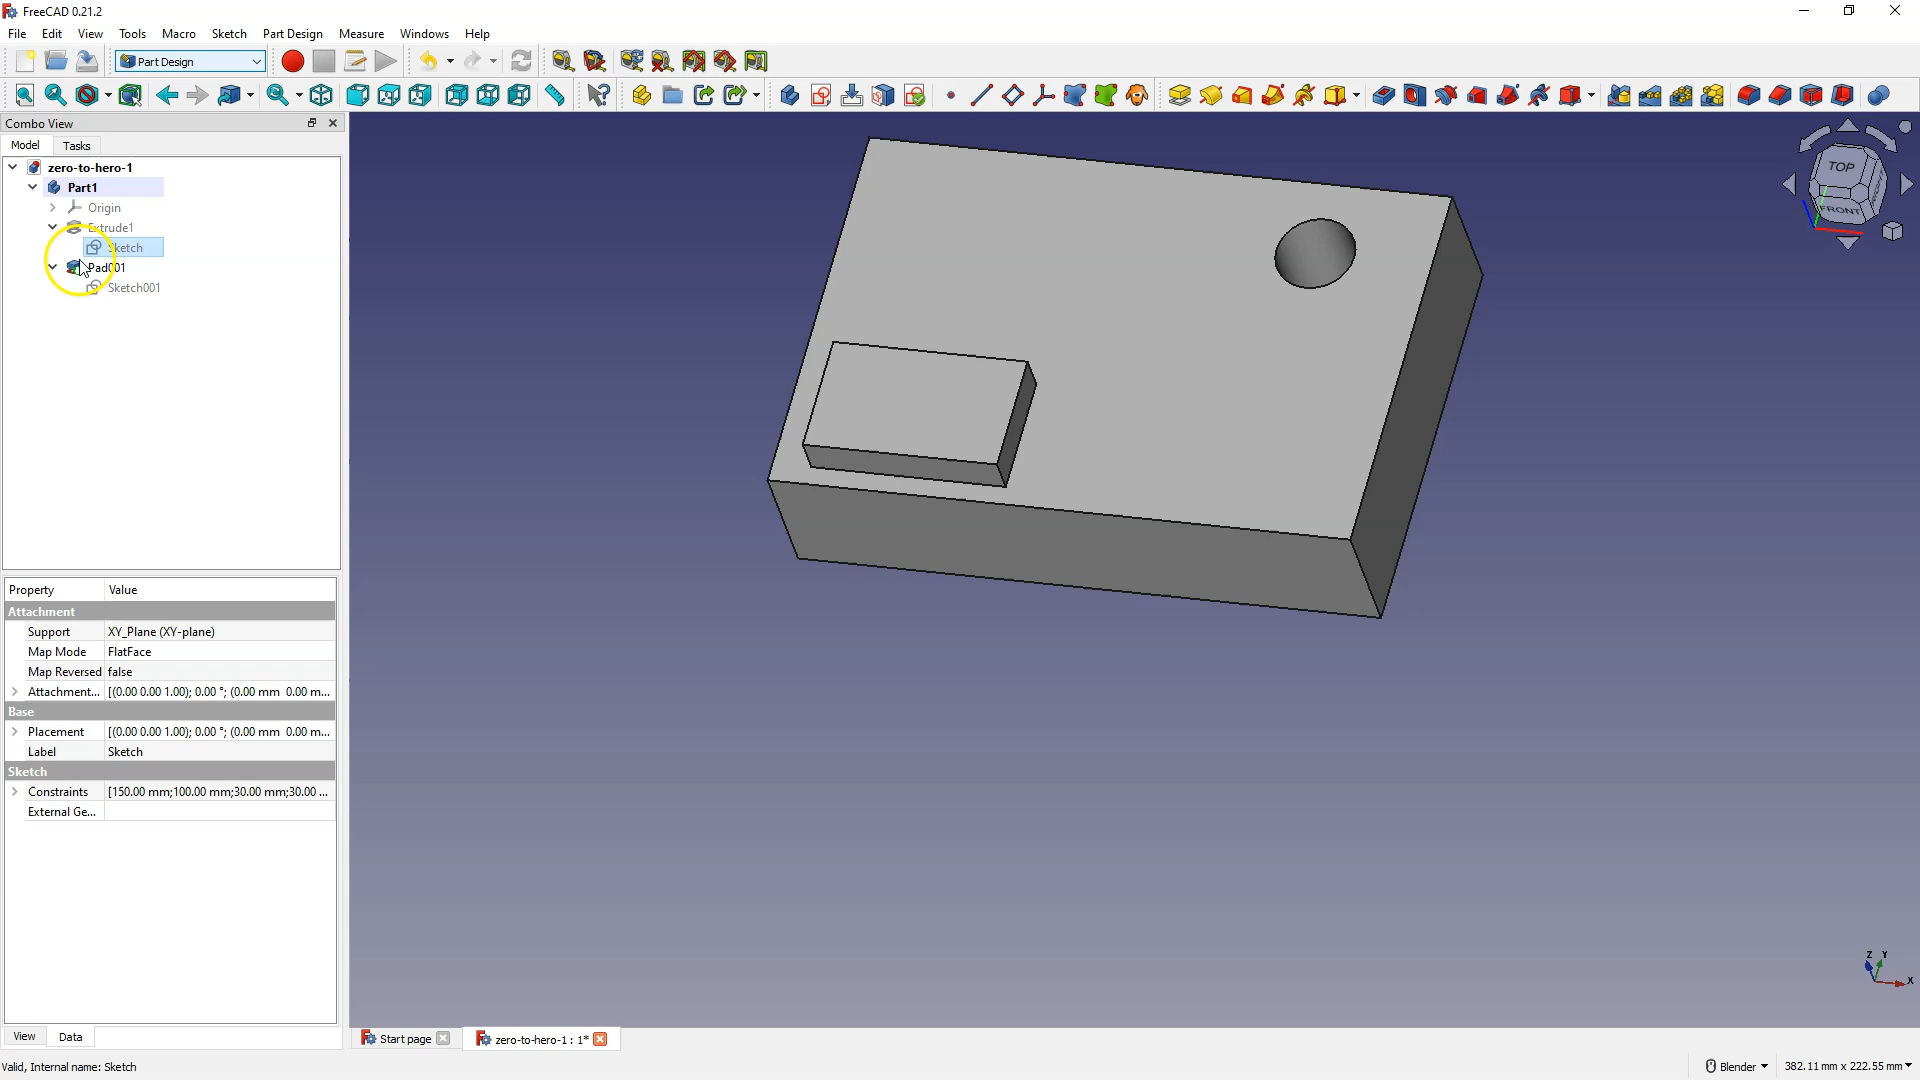 FreeCAD 0.21.2
File Edit View Tools Macro Sketch Part Design Measure Windows Help
Part Design
Combo View
Model Tasks
zero-to-hero-1
Part1
Origin
Extrude1
Sketch
Pad001
Sketch001
TOP
FRONT
Property Value
Attachment
Support XY_Plane (XY-plane)
Map Mode FlatFace
Map Reversed false
Attachment... [(0.00 0.00 1.00); 0.00 °; (0.00 mm 0.00 m...
Base
Placement [(0.00 0.00 1.00); 0.00 °; (0.00 mm 0.00 m...
Label Sketch
Sketch
Constraints [150.00 mm;100.00 mm;30.00 mm;30.00 ...
External Ge...
Z Y
X
View Data
Start page zero-to-hero-1 : 1*
Valid, Internal name: Sketch
Blender 382.11 mm x 222.55 mm